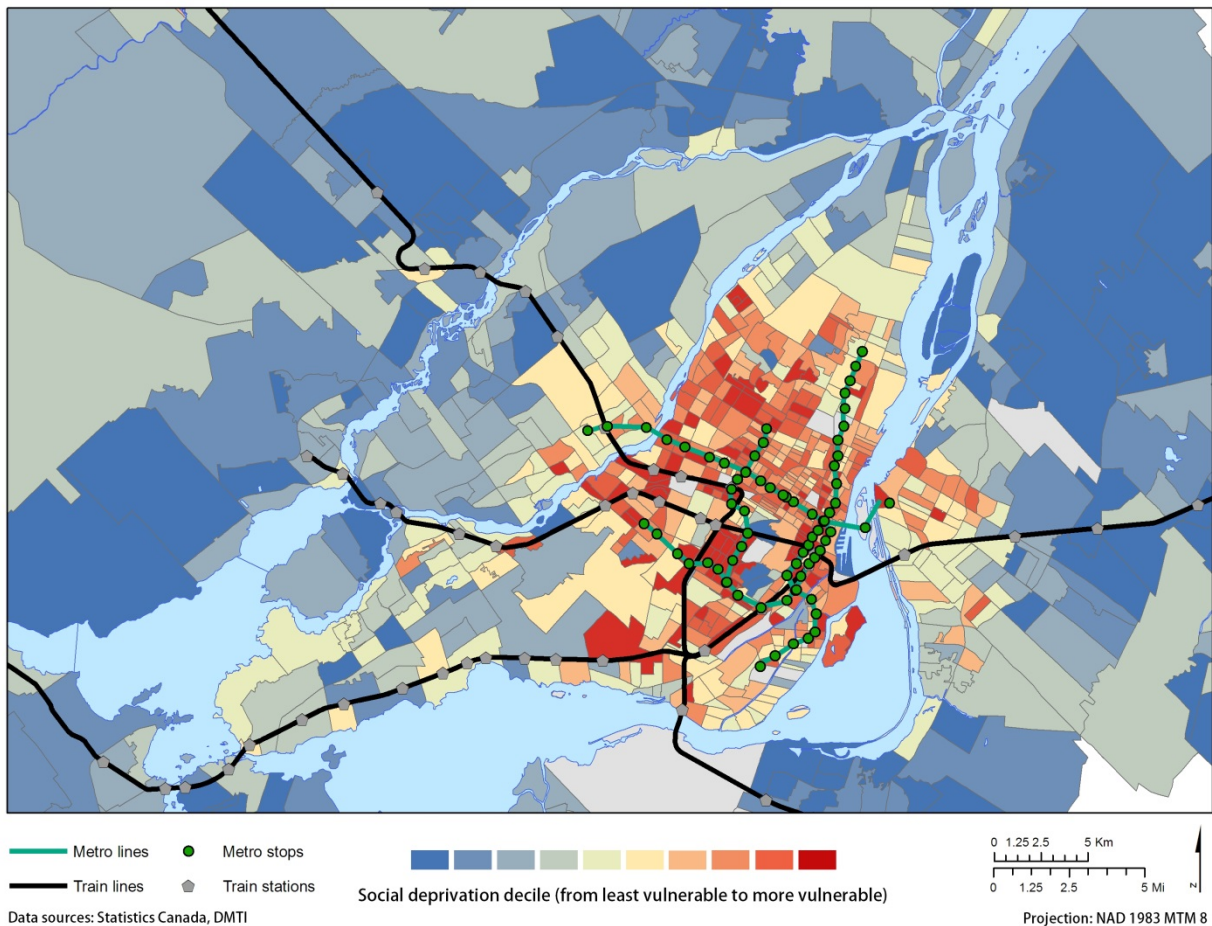 Metro lines
Metro stops
Train lines
Train stations
Social deprivation decile (from least vulnerable to more vulnerable)
0 1.25 2.5 5 Km
0 1.25 2.5 5 Mi
N
Data sources: Statistics Canada, DMTI
Projection: NAD 1983 MTM 8